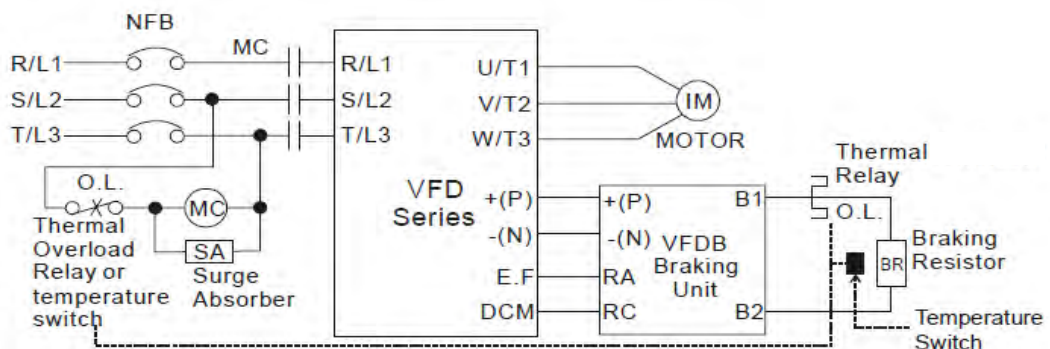 NFB
MC
R/L1
S/L2
T/L3
R/L1
S/L2
T/L3
VFD
Series
U/T1
V/T2
W/T3
IM
MOTOR
O.L.
MC
SA
Thermal
Overload
Relay or
temperature
switch
Surge
Absorber
+(P)
-(N)
E.F
DCM
+(P)
-(N)
RA
RC
VFDB
Braking
Unit
B1
B2
Thermal
Relay
O.L.
BR
Braking
Resistor
Temperature
Switch